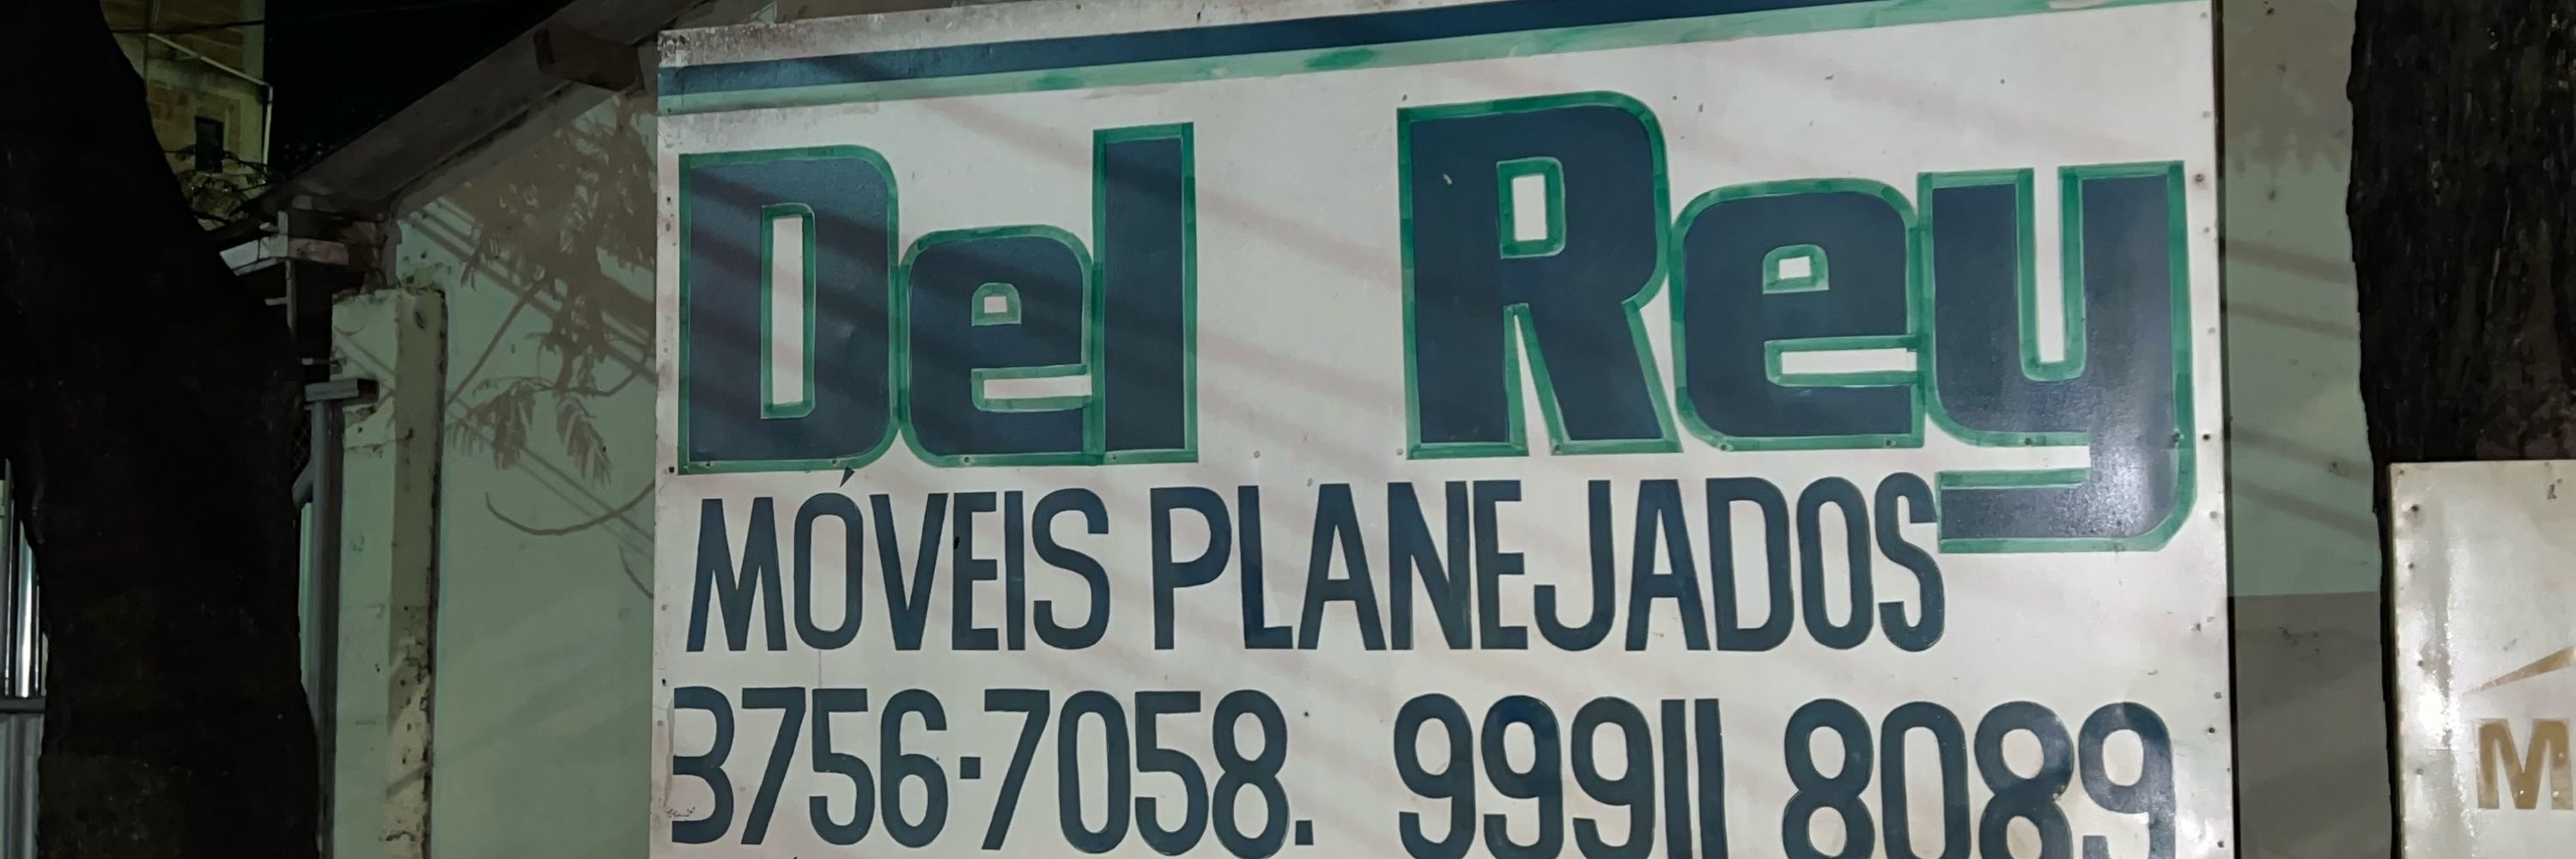 Del Rey
MÓVEIS PLANEJADOS
3756-7058. 99911 8089
M